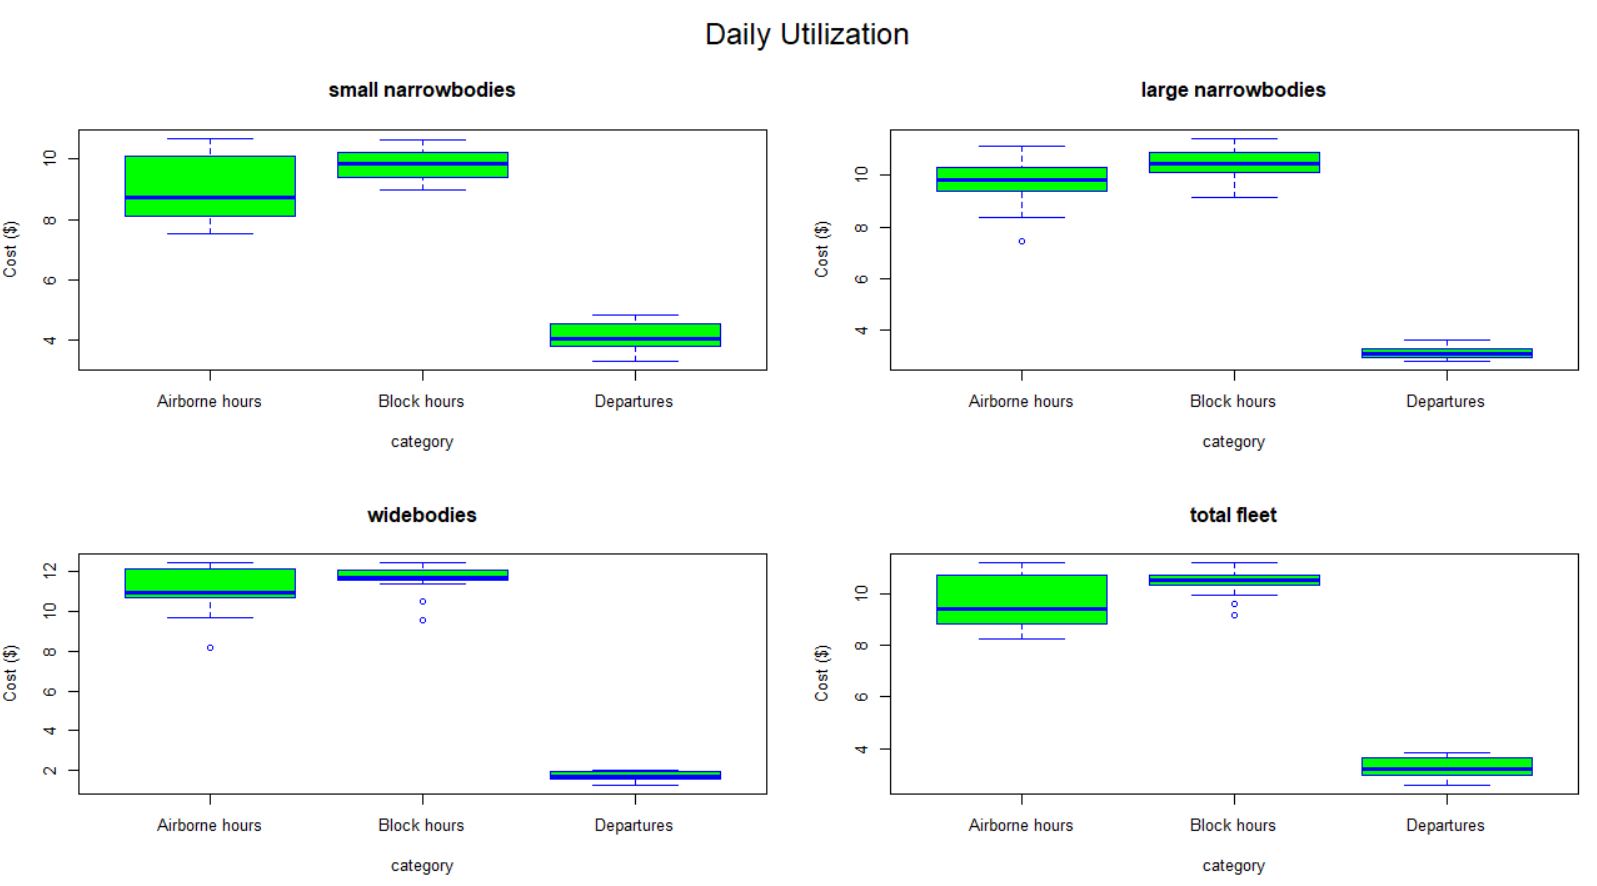 Daily Utilization
small narrowbodies
Cost ($)
10
8
6
4
Airborne hours
Block hours
Departures
category
large narrowbodies
Cost ($)
10
8
6
4
Airborne hours
Block hours
Departures
category
widebodies
Cost ($)
12
10
8
6
4
2
Airborne hours
Block hours
Departures
category
total fleet
Cost ($)
10
8
6
4
Airborne hours
Block hours
Departures
category